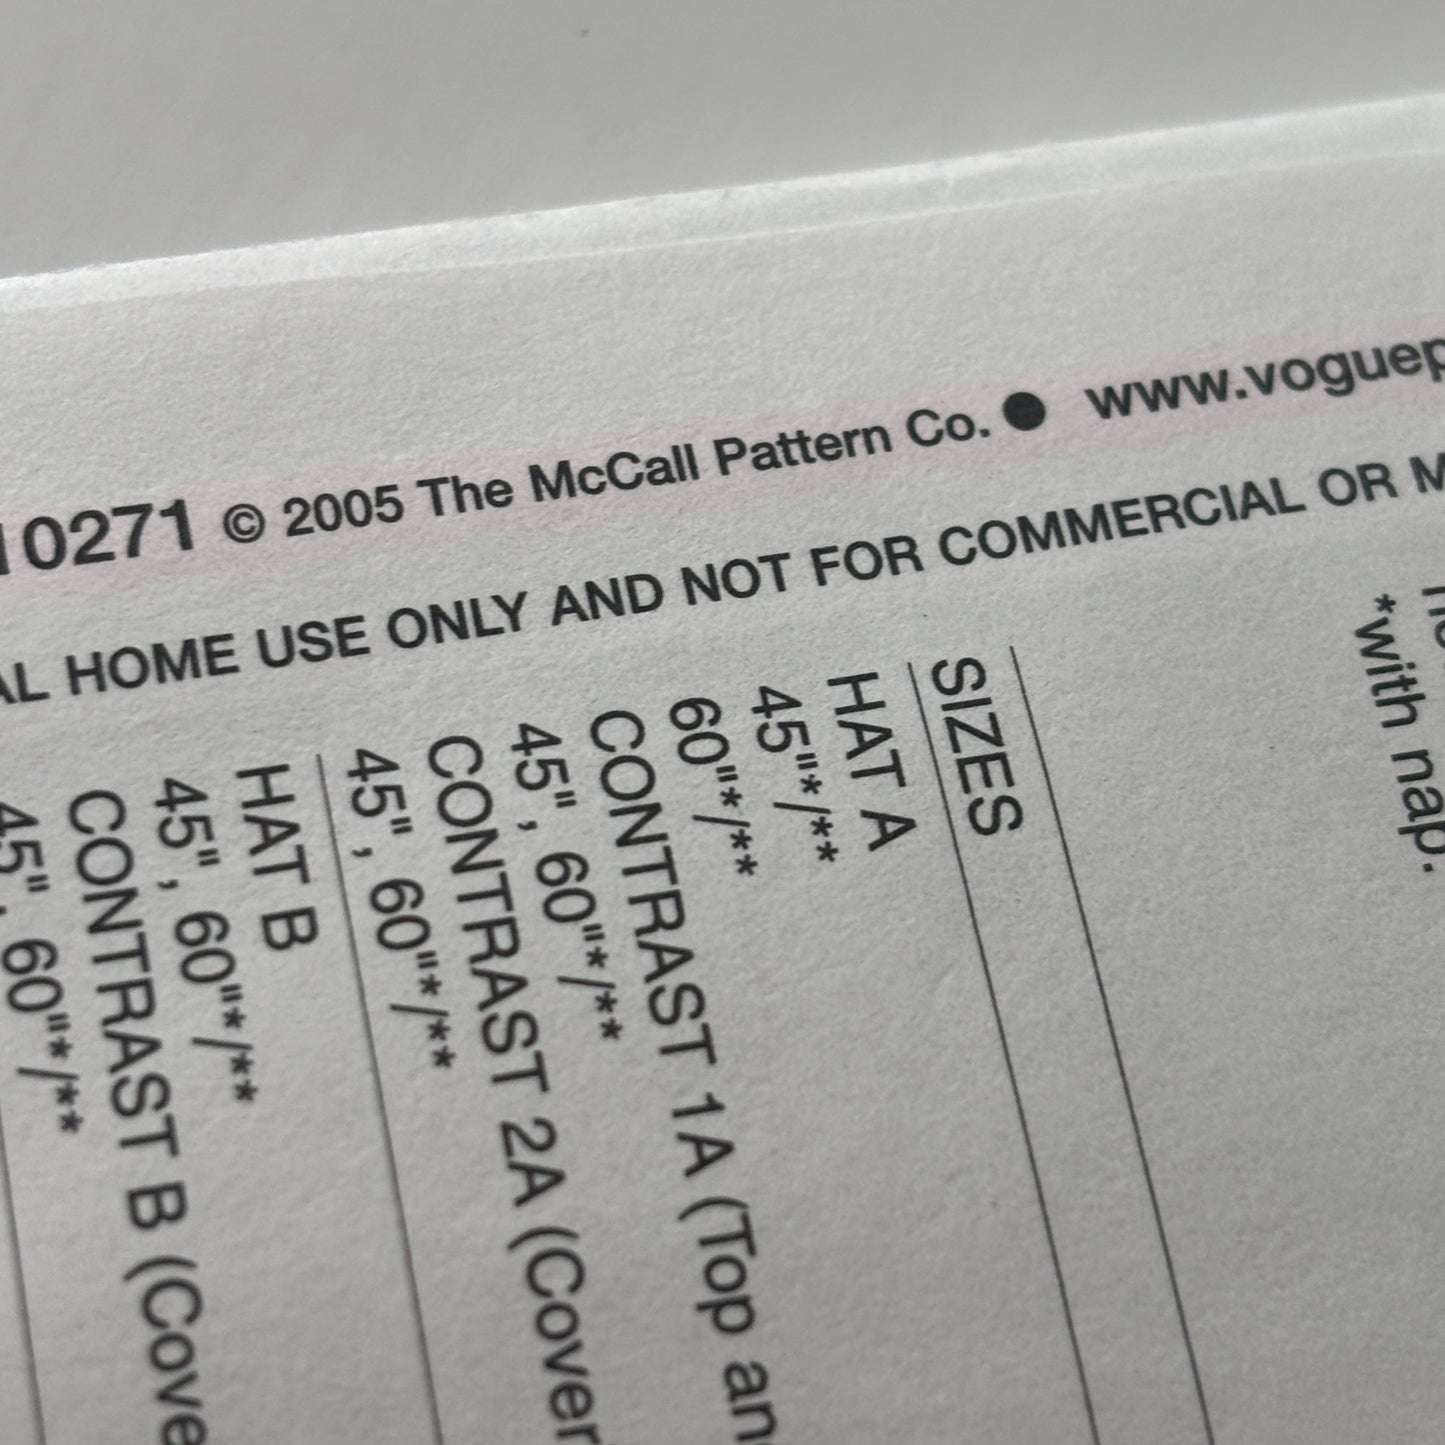 10271 © 2005 The McCall Pattern Co. ● www.voguep
AL HOME USE ONLY AND NOT FOR COMMERCIAL OR M
*with nap.
SIZES
HAT A
45"*/**
60"*/**
CONTRAST 1A (Top an
45", 60"*/**
CONTRAST 2A (Cover
45", 60"*/**
HAT B
45", 60"*/**
CONTRAST B (Cove
45", 60"*/**